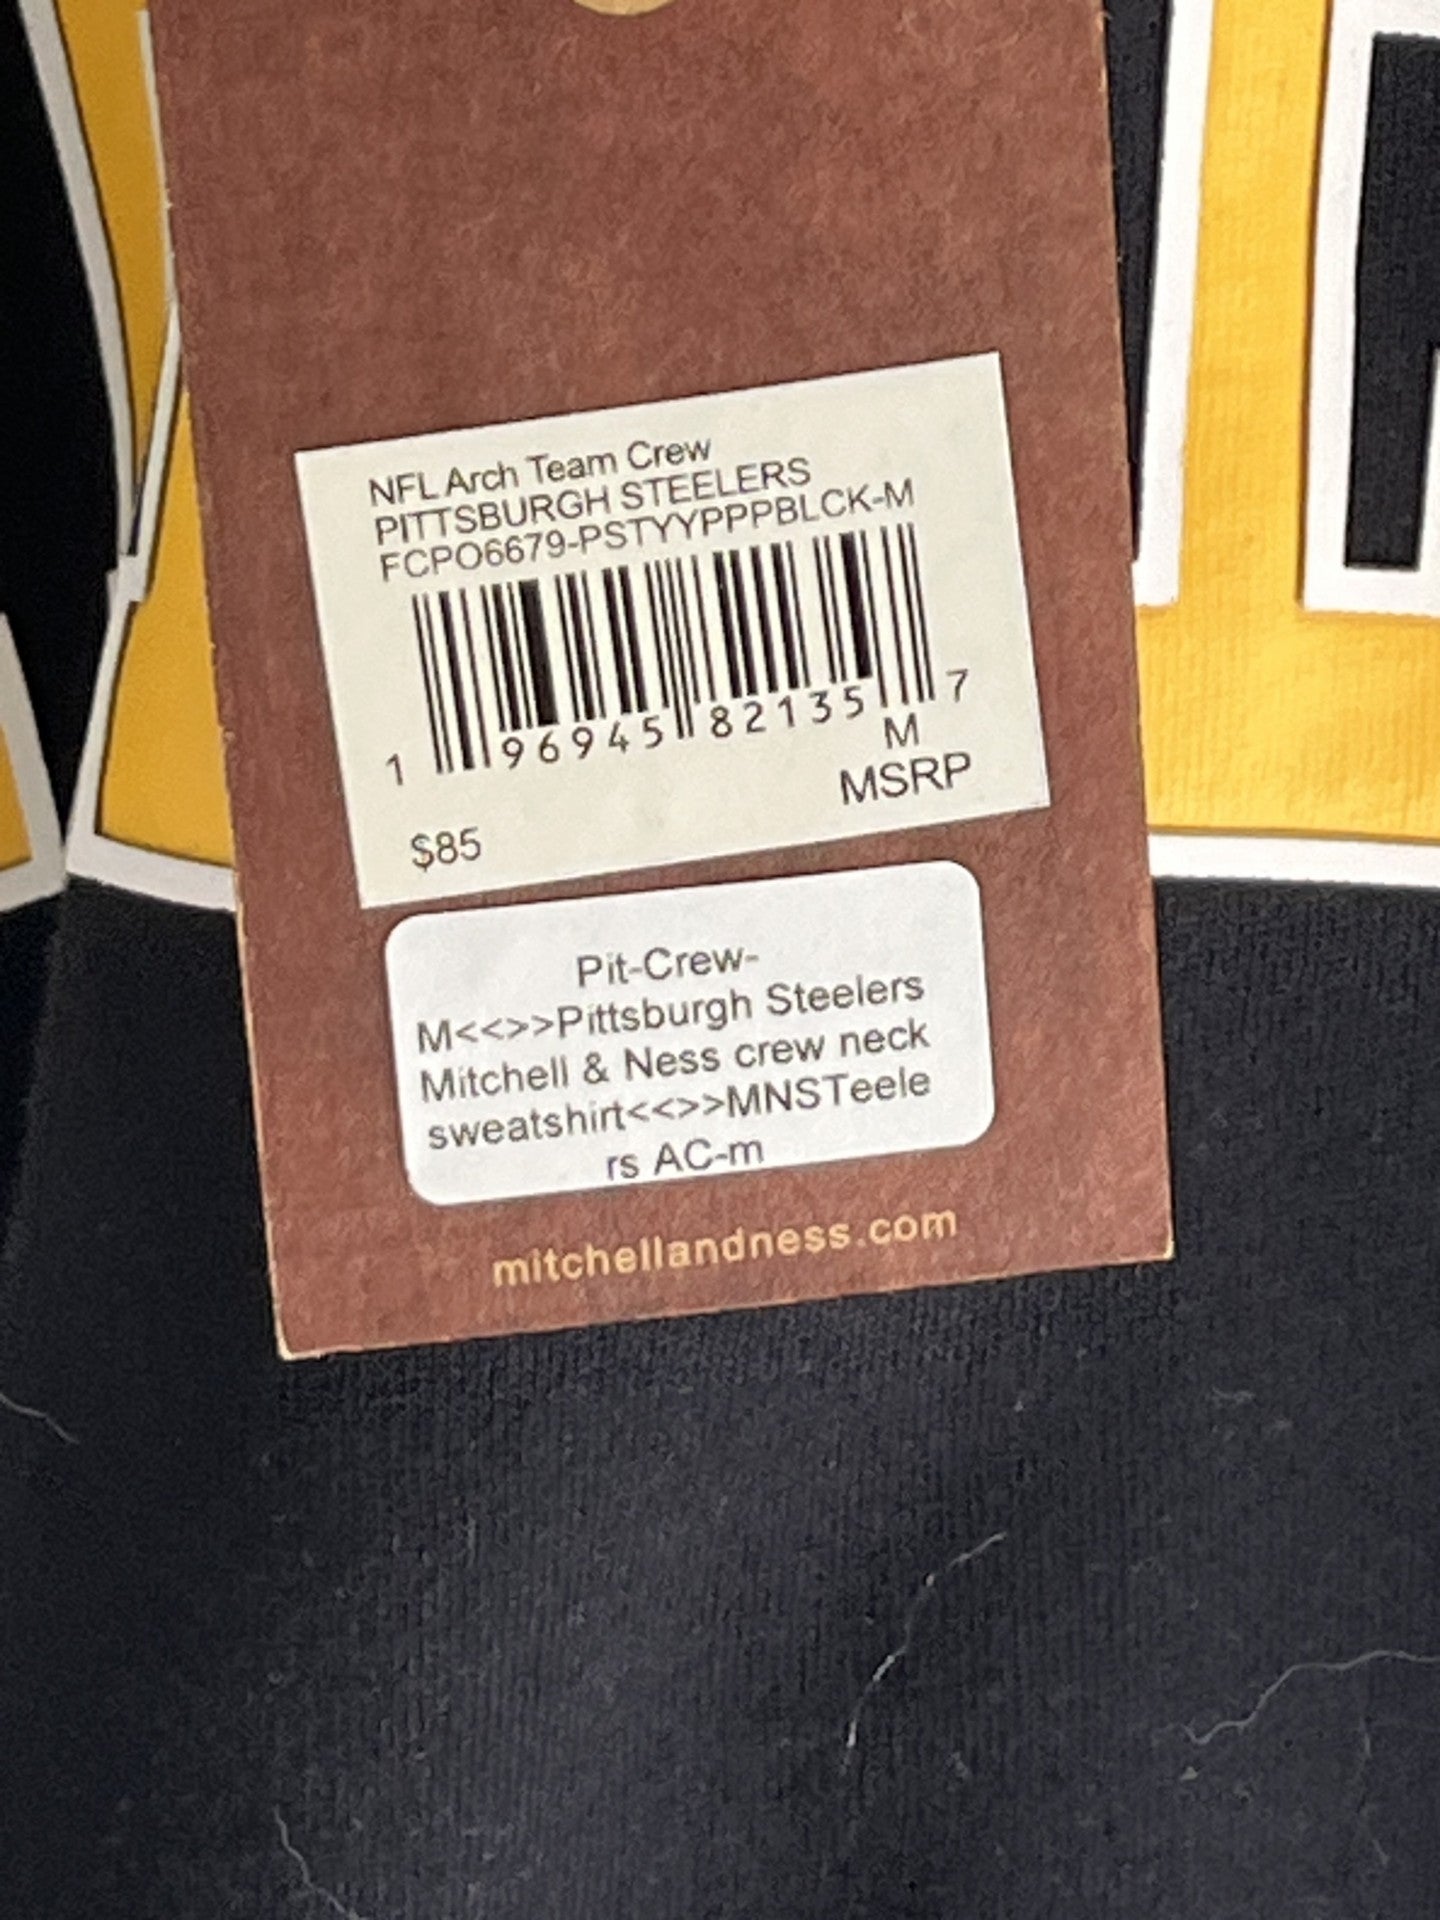 NFL Arch Team Crew
PITTSBURGH STEELERS
FCPO6679-PSTYYPPPBLCK-M
1 96945 82135 7
M
MSRP
$85
Pit-Crew-
M<<>>Pittsburgh Steelers
Mitchell & Ness crew neck
sweatshirt<<>>MNSTeele
rs AC-m
mitchellandness.com